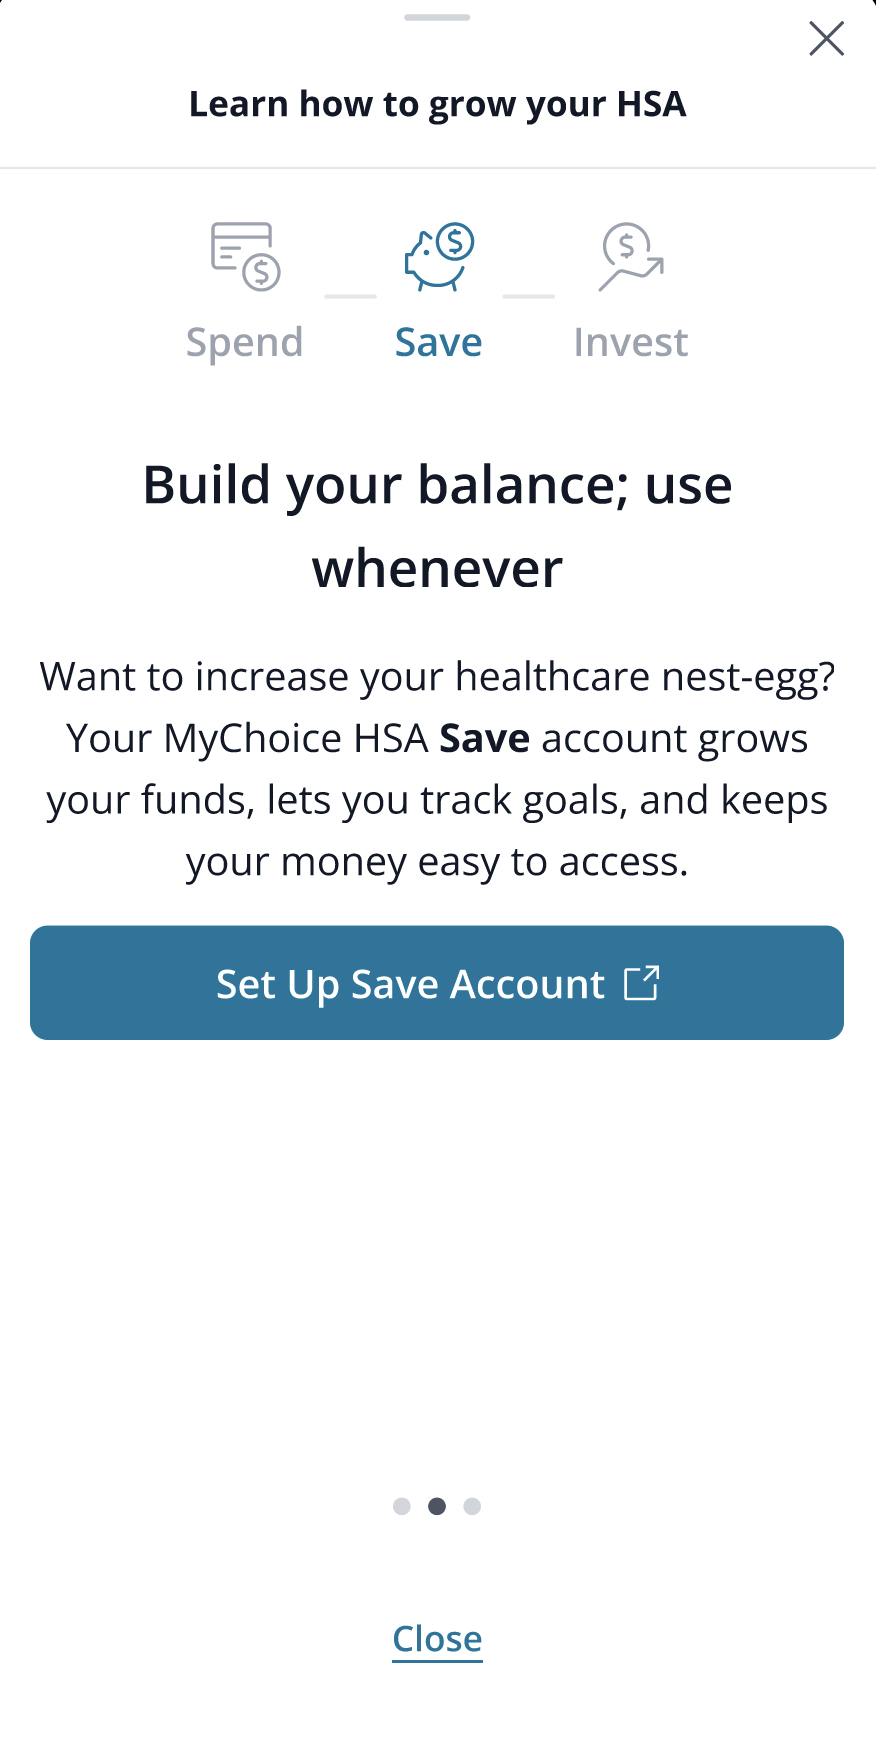 Learn how to grow your HSA
Spend
Save
Invest
Build your balance; use
whenever
Want to increase your healthcare nest-egg?
Your MyChoice HSA Save account grows
your funds, lets you track goals, and keeps
your money easy to access.
Set Up Save Account
Close